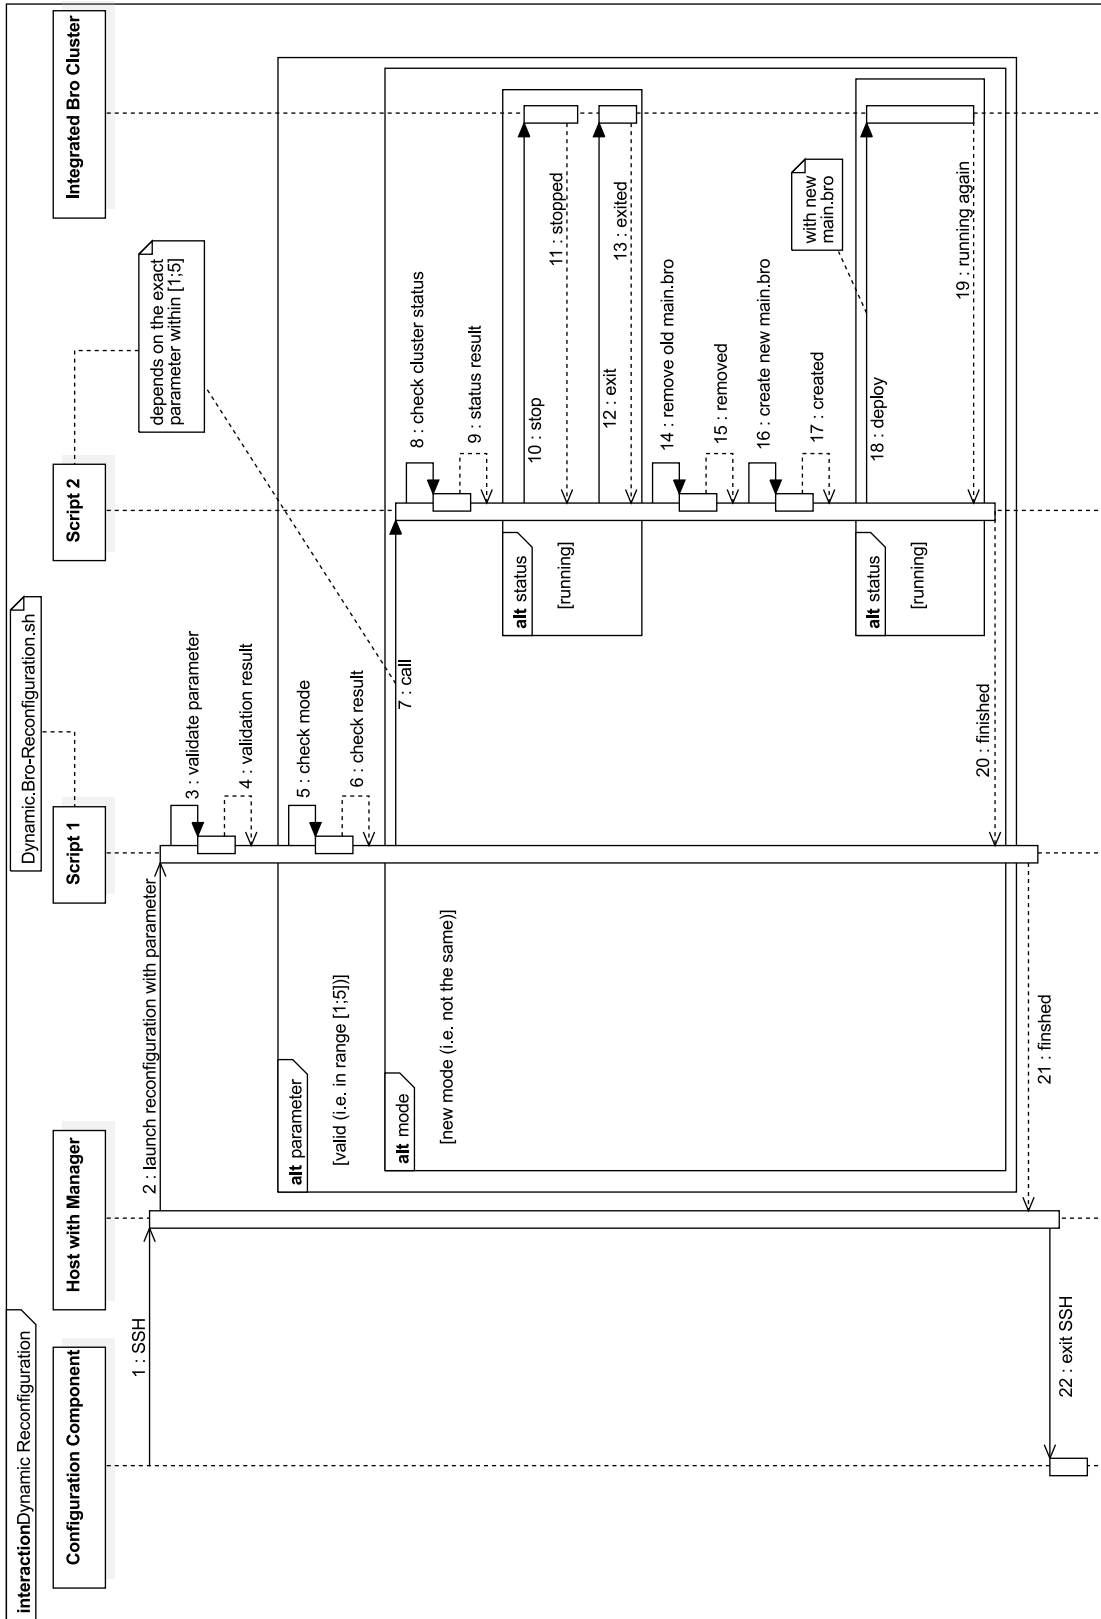 interactionDynamic Reconfiguration
Dynamic.Bro-Reconfiguration.sh
Configuration Component
Host with Manager
Script 1
Script 2
Integrated Bro Cluster
depends on the exact
parameter within [1;5]
1 : SSH
2 : launch reconfiguration with parameter
3 : validate parameter
4 : validation result
alt parameter
[valid (i.e. in range [1;5])]
5 : check mode
6 : check result
alt mode
[new mode (i.e. not the same)]
7 : call
8 : check cluster status
9 : status result
alt status
[running]
10 : stop
11 : stopped
12 : exit
13 : exited
14 : remove old main.bro
15 : removed
16 : create new main.bro
17 : created
with new
main.bro
alt status
[running]
18 : deploy
19 : running again
20 : finished
21 : finshed
22 : exit SSH